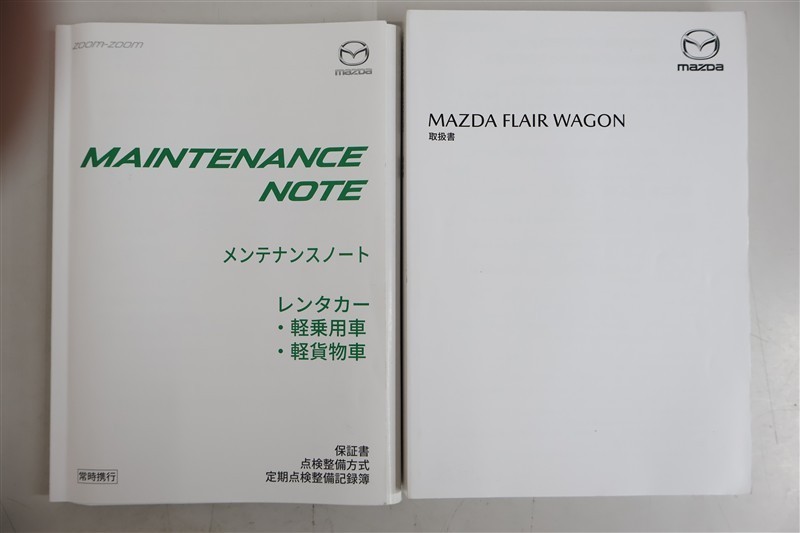 zoom-zoom
mazda
MAINTENANCE
NOTE
メンテナンスノート
レンタカー
・軽乗用車
・軽貨物車
保証書
点検整備方式
定期点検整備記録簿
常時携行
mazda
MAZDA FLAIR WAGON
取扱書